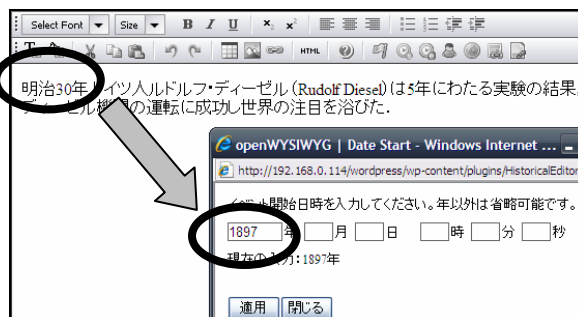 Select Font Size B I U x₂ x²
HTML
明治30年ドイツ人ルドルフ・ディーゼル(Rudolf Diesel)は5年にわたる実験の結果,
ディーゼル機関の運転に成功し世界の注目を浴びた.
openWYSIWYG | Date Start - Windows Internet ...
http://192.168.0.114/wordpress/wp-content/plugins/HistoricalEditor
イベント開始日時を入力してください。年以外は省略可能です。
1897 年 月 日 時 分 秒
現在の入力:1897年
適用 閉じる